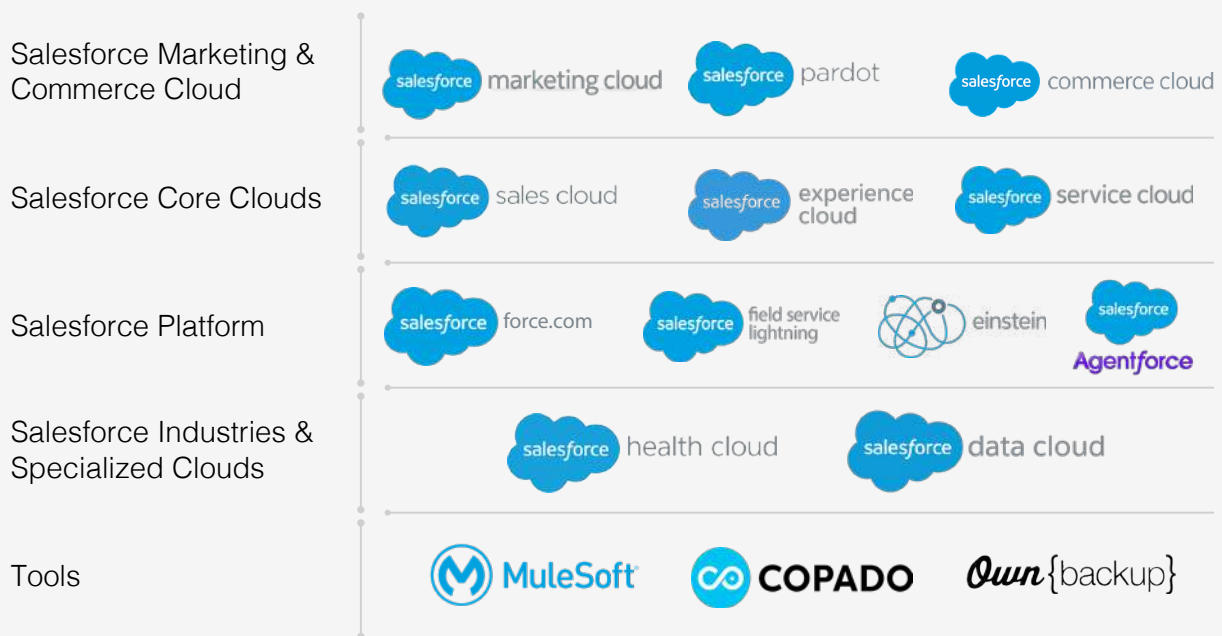 Salesforce Marketing &
Commerce Cloud
salesforce marketing cloud
salesforce pardot
salesforce commerce cloud
Salesforce Core Clouds
salesforce sales cloud
salesforce experience
cloud
salesforce service cloud
Salesforce Platform
salesforce force.com
salesforce field service
lightning
einstein
salesforce
Agentforce
Salesforce Industries &
Specialized Clouds
salesforce health cloud
salesforce data cloud
Tools
MuleSoft
COPADO
Own {backup}